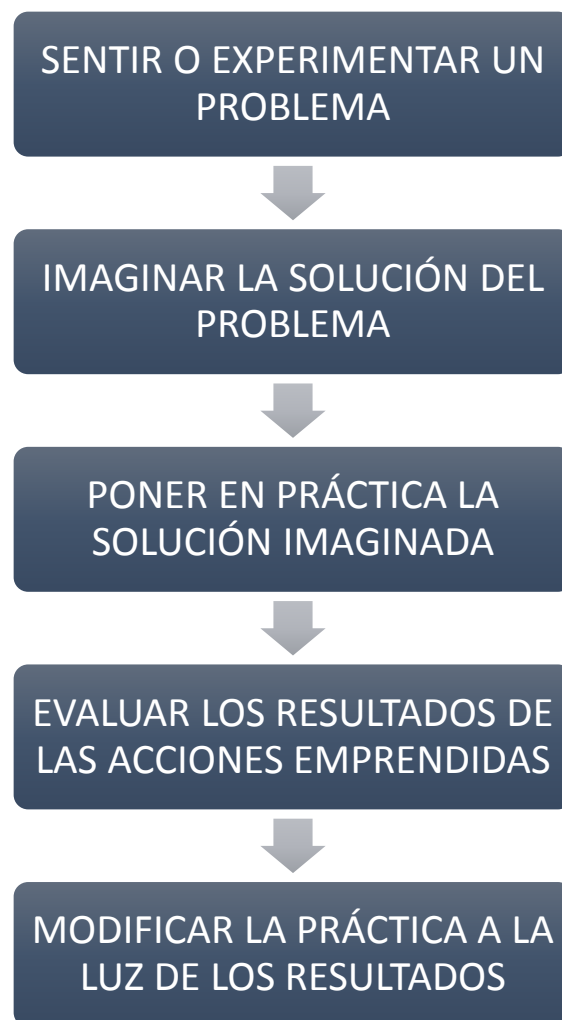 SENTIR O EXPERIMENTAR UN
PROBLEMA
IMAGINAR LA SOLUCIÓN DEL
PROBLEMA
PONER EN PRÁCTICA LA
SOLUCIÓN IMAGINADA
EVALUAR LOS RESULTADOS DE
LAS ACCIONES EMPRENDIDAS
MODIFICAR LA PRÁCTICA A LA
LUZ DE LOS RESULTADOS